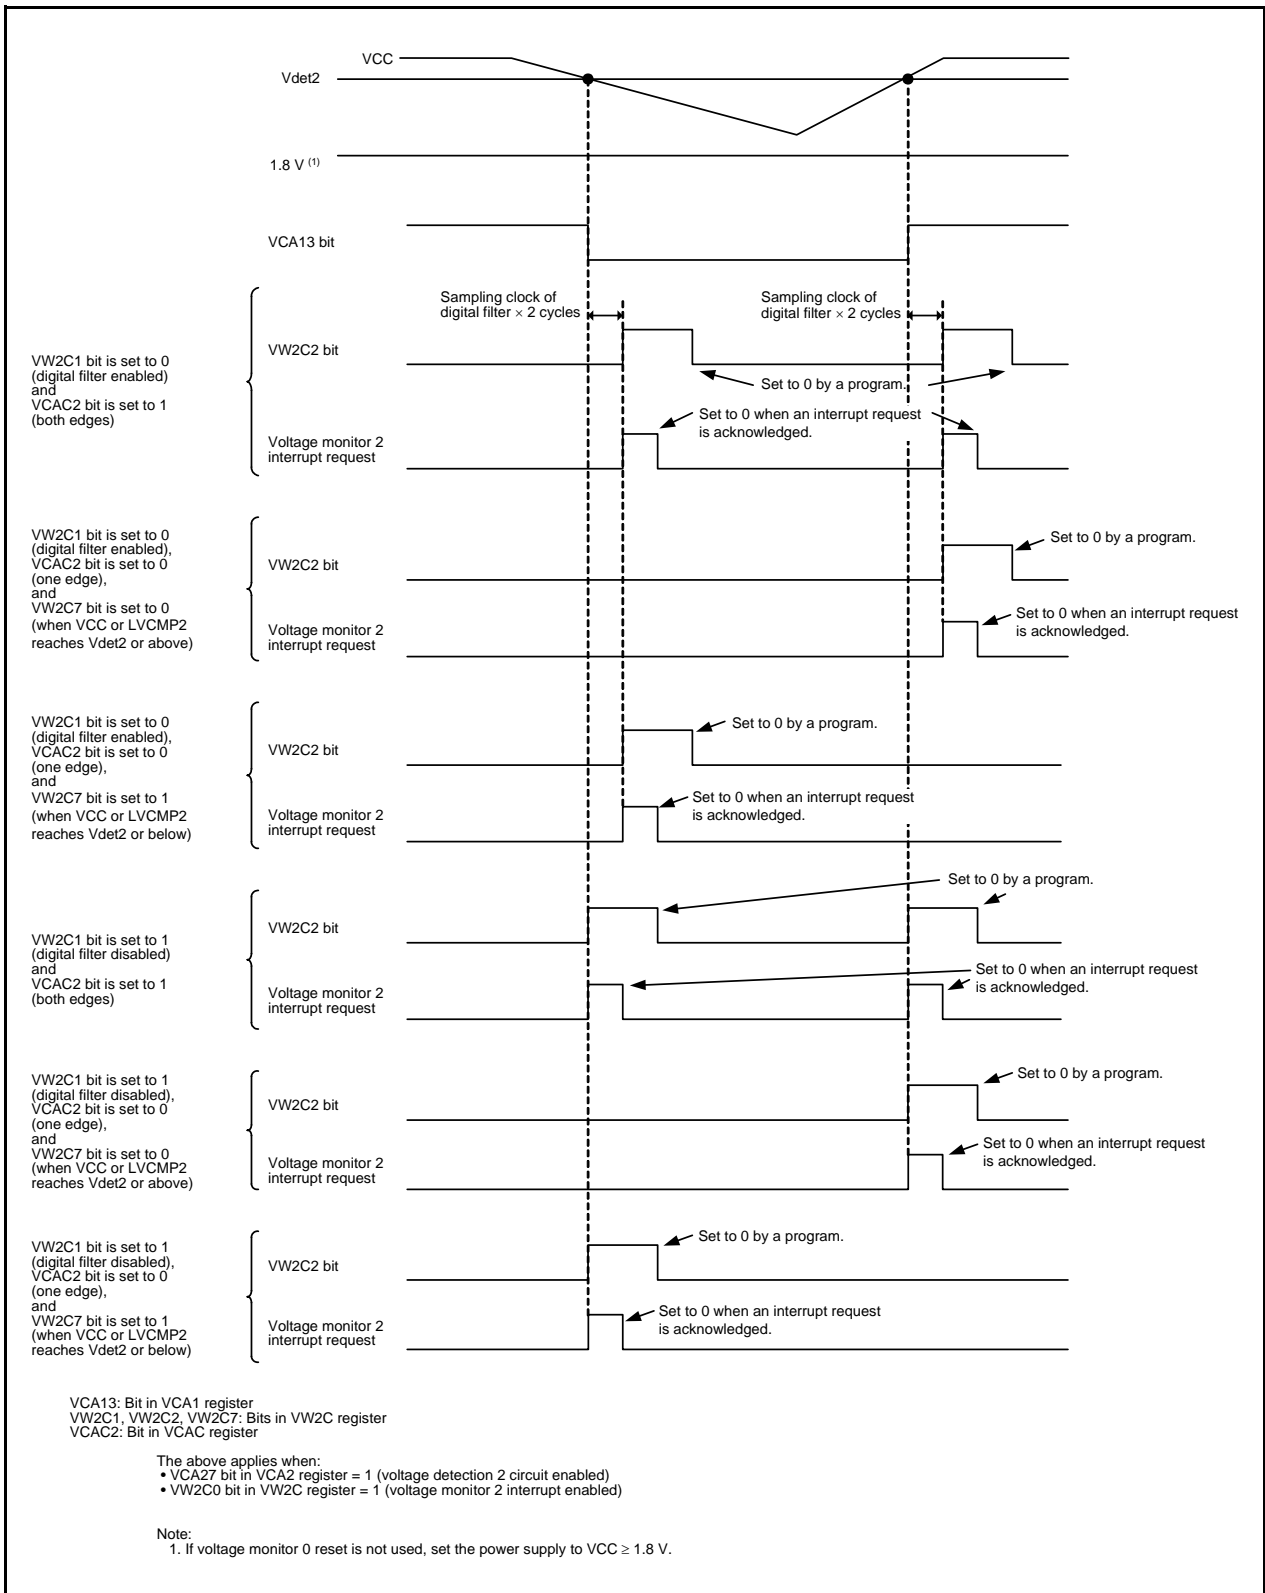 VCC
Vdet2
1.8 V (1)
VCA13 bit
Sampling clock of
digital filter × 2 cycles
Sampling clock of
digital filter × 2 cycles
VW2C1 bit is set to 0
(digital filter enabled)
and
VCAC2 bit is set to 1
(both edges)
VW2C2 bit
Set to 0 by a program.
Set to 0 when an interrupt request
is acknowledged.
Voltage monitor 2
interrupt request
VW2C1 bit is set to 0
(digital filter enabled),
VCAC2 bit is set to 0
(one edge),
and
VW2C7 bit is set to 0
(when VCC or LVCMP2
reaches Vdet2 or above)
VW2C2 bit
Set to 0 by a program.
Voltage monitor 2
interrupt request
Set to 0 when an interrupt request
is acknowledged.
VW2C1 bit is set to 0
(digital filter enabled),
VCAC2 bit is set to 0
(one edge),
and
VW2C7 bit is set to 1
(when VCC or LVCMP2
reaches Vdet2 or below)
VW2C2 bit
Set to 0 by a program.
Voltage monitor 2
interrupt request
Set to 0 when an interrupt request
is acknowledged.
VW2C1 bit is set to 1
(digital filter disabled)
and
VCAC2 bit is set to 1
(both edges)
VW2C2 bit
Set to 0 by a program.
Voltage monitor 2
interrupt request
Set to 0 when an interrupt request
is acknowledged.
VW2C1 bit is set to 1
(digital filter disabled),
VCAC2 bit is set to 0
(one edge),
and
VW2C7 bit is set to 0
(when VCC or LVCMP2
reaches Vdet2 or above)
VW2C2 bit
Set to 0 by a program.
Voltage monitor 2
interrupt request
Set to 0 when an interrupt request
is acknowledged.
VW2C1 bit is set to 1
(digital filter disabled),
VCAC2 bit is set to 0
(one edge),
and
VW2C7 bit is set to 1
(when VCC or LVCMP2
reaches Vdet2 or below)
VW2C2 bit
Set to 0 by a program.
Voltage monitor 2
interrupt request
Set to 0 when an interrupt request
is acknowledged.
VCA13: Bit in VCA1 register
VW2C1, VW2C2, VW2C7: Bits in VW2C register
VCAC2: Bit in VCAC register
The above applies when:
• VCA27 bit in VCA2 register = 1 (voltage detection 2 circuit enabled)
• VW2C0 bit in VW2C register = 1 (voltage monitor 2 interrupt enabled)
Note:
1. If voltage monitor 0 reset is not used, set the power supply to VCC ≥ 1.8 V.